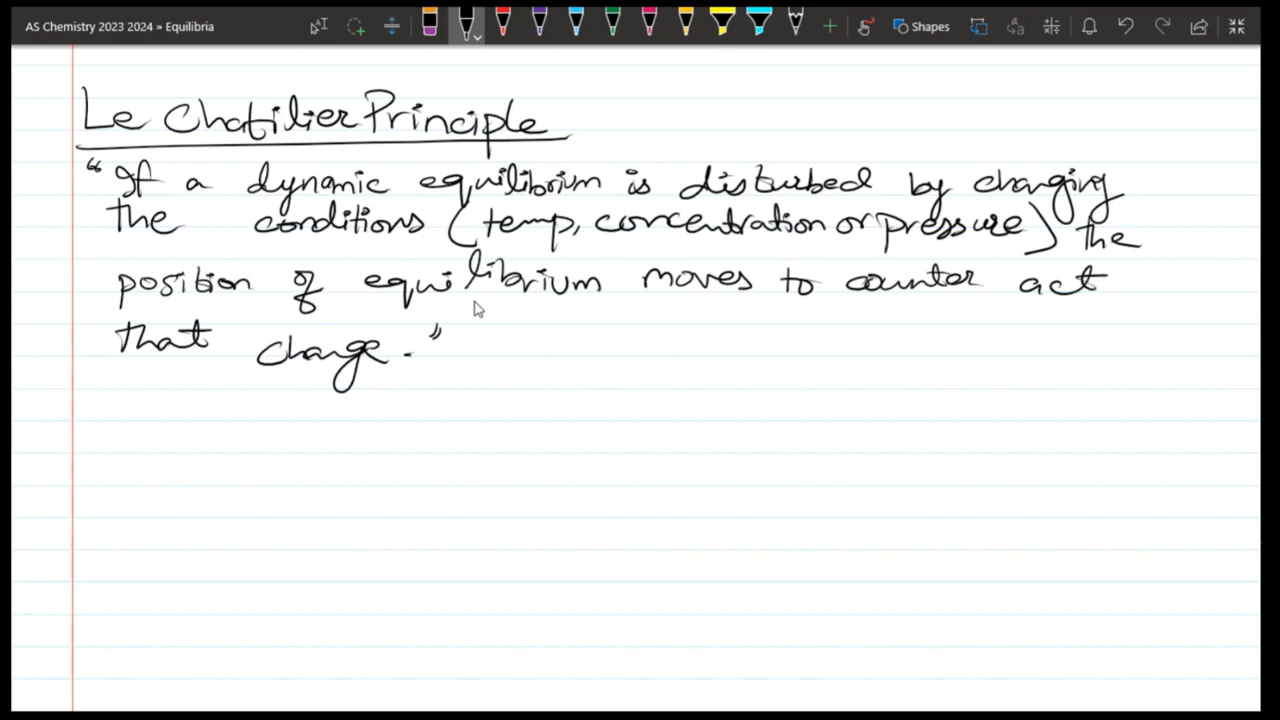 AS Chemistry 2023 2024 » Equilibria
Shapes
Le Chatilier Principle
"If a dynamic equilibrium is disturbed by changing
the conditions (temp, concentration or pressure) the
position of equilibrium moves to counter act
that change."